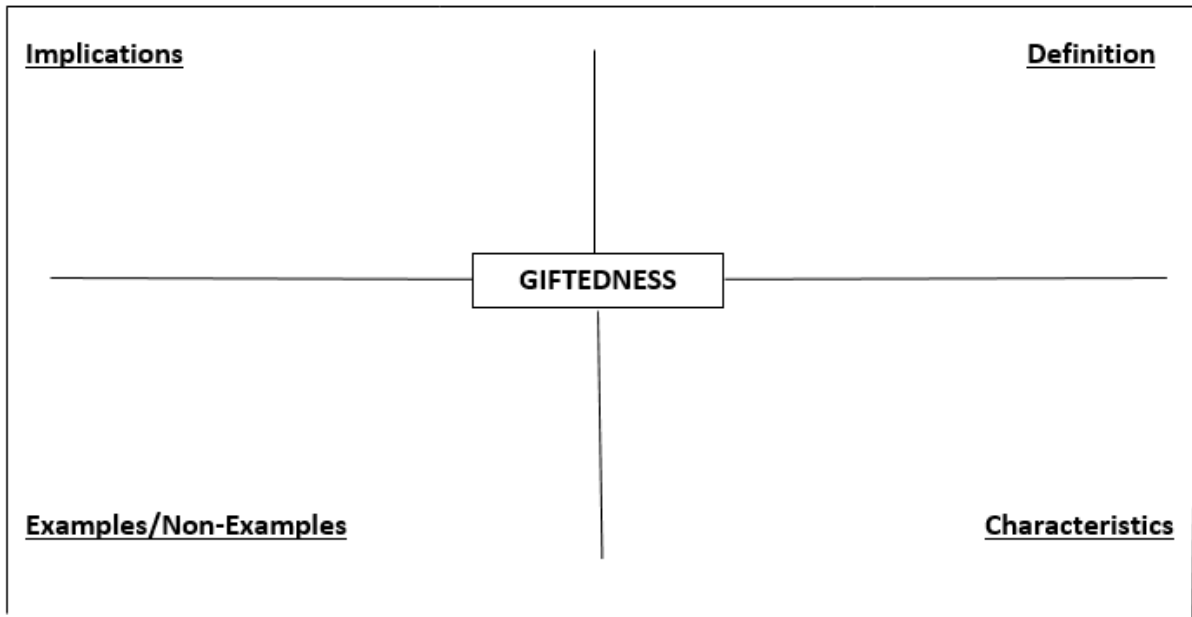 Implications
Definition
GIFTEDNESS
Examples/Non-Examples
Characteristics